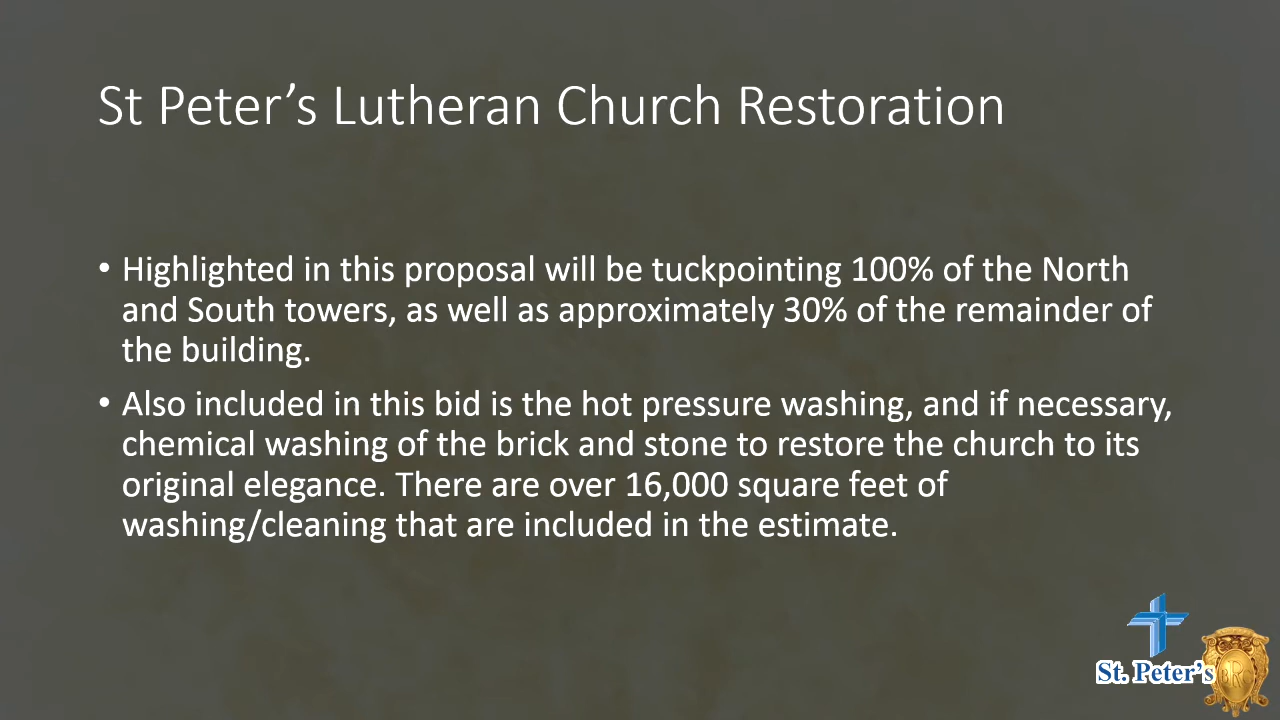 St Peter’s Lutheran Church Restoration
• Highlighted in this proposal will be tuckpointing 100% of the North
and South towers, as well as approximately 30% of the remainder of
the building.
• Also included in this bid is the hot pressure washing, and if necessary,
chemical washing of the brick and stone to restore the church to its
original elegance. There are over 16,000 square feet of
washing/cleaning that are included in the estimate.
St. Peter’s
BR